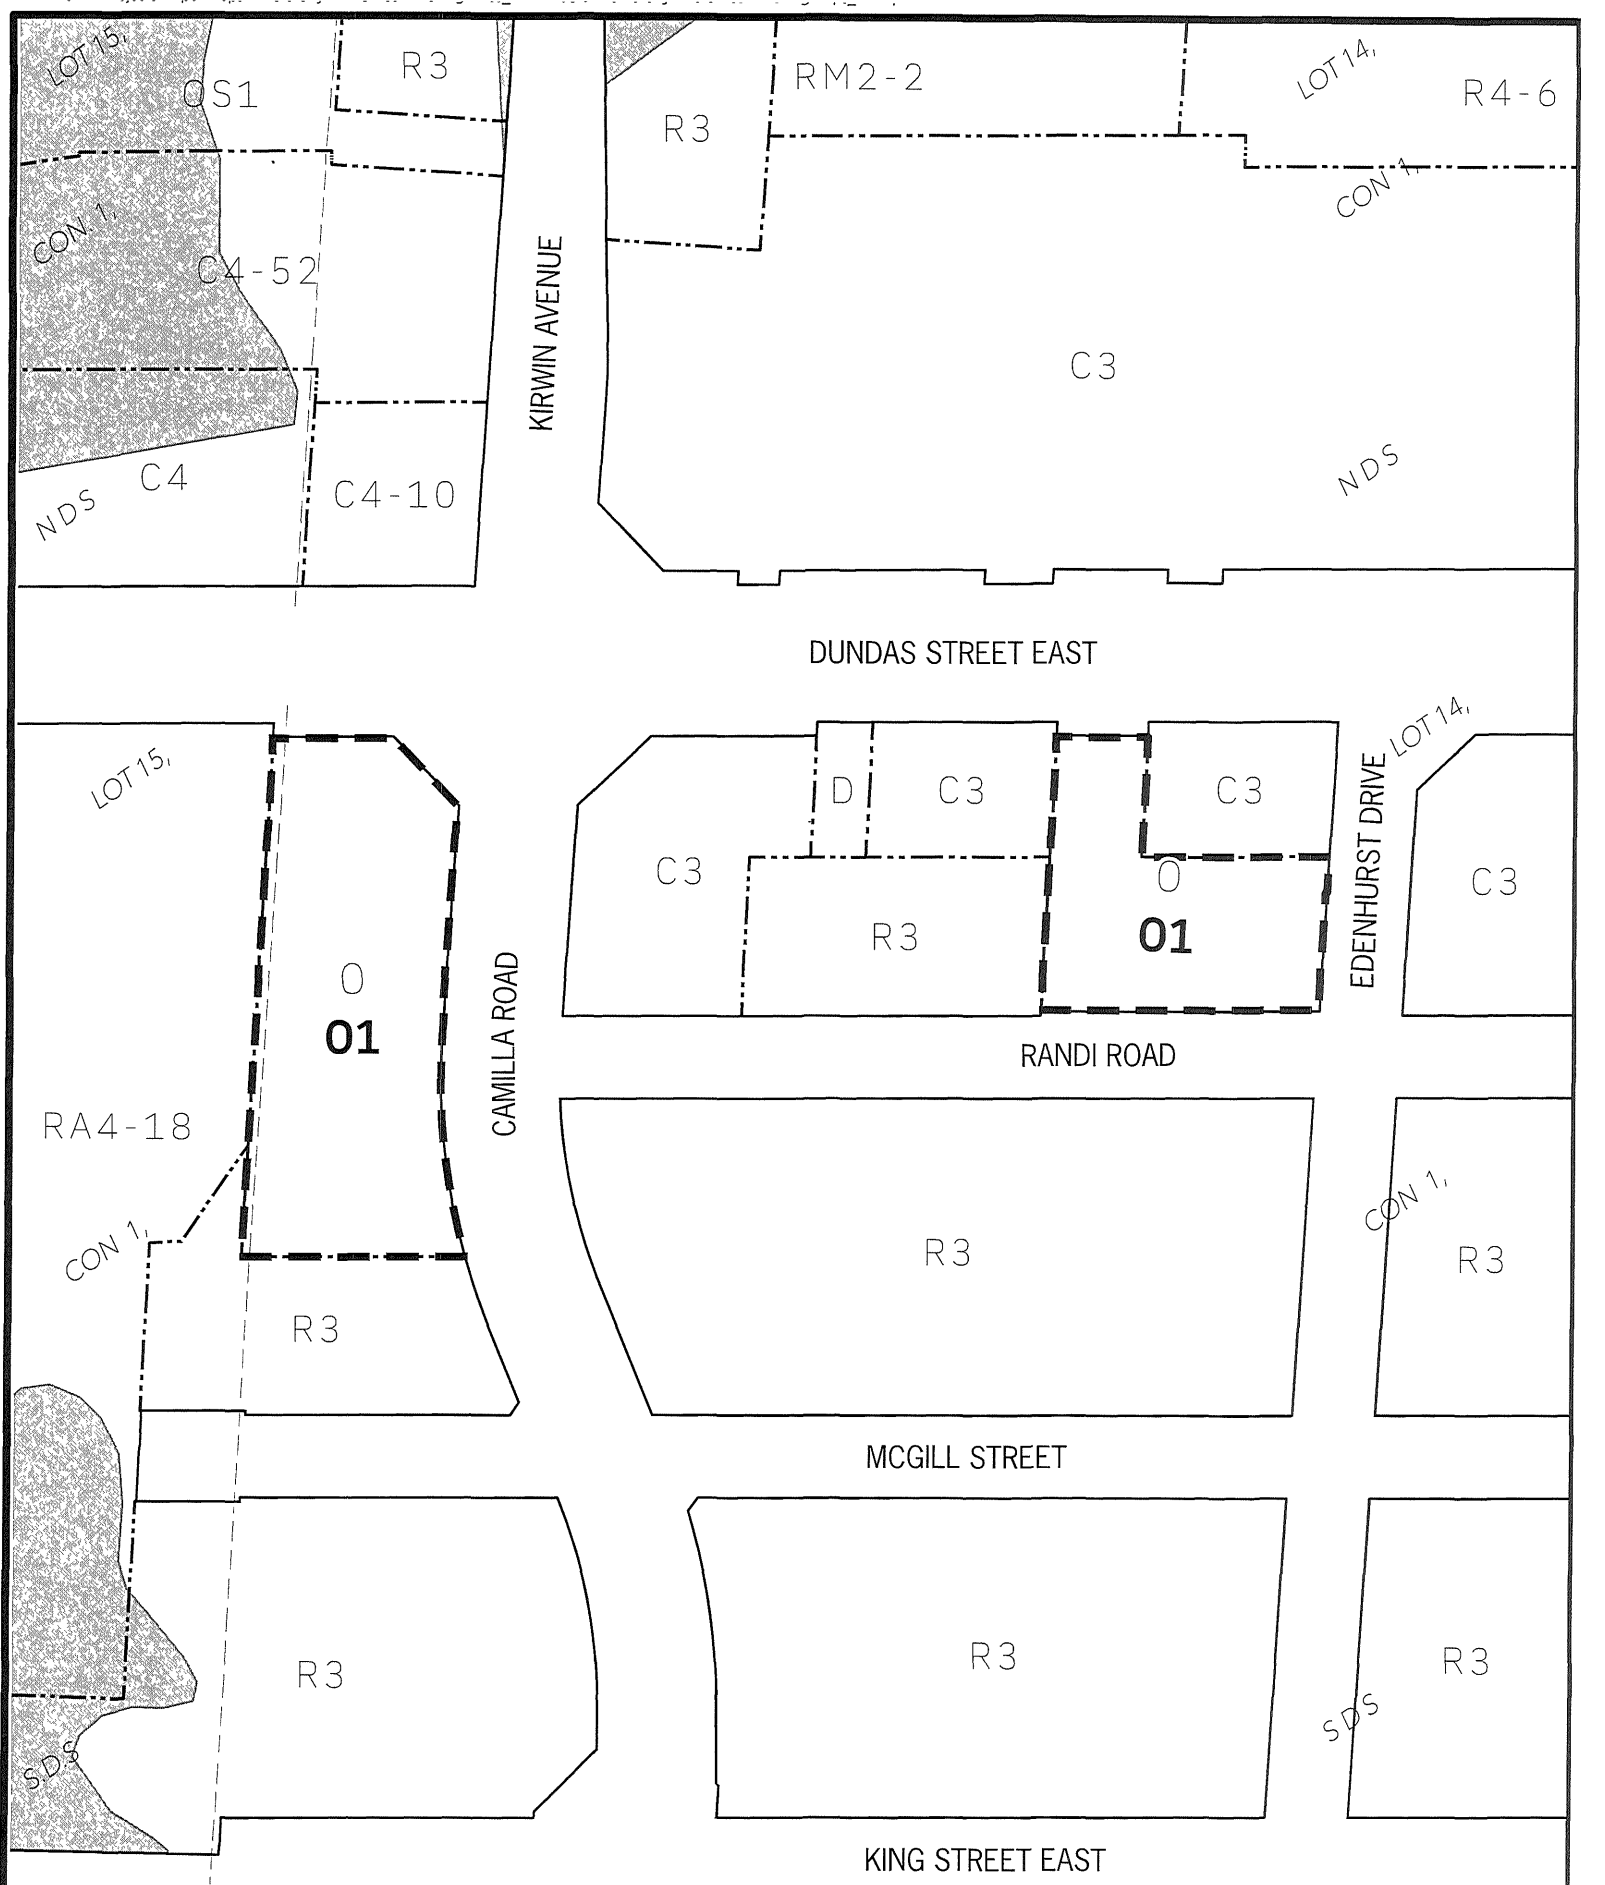 LOT 15,
OS1
R3
R3
RM2-2
LOT 14,
R4-6
CON. 1,
CON 1,
C4-52
KIRWIN AVENUE
C3
C4
NDS
C4-10
NDS
DUNDAS STREET EAST
LOT 15,
LOT 14,
D
C3
C3
EDENHURST DRIVE
C3
R3
O
01
C3
O
01
CAMILLA ROAD
RANDI ROAD
RA4-18
CON 1,
R3
CON 1,
R3
R3
MCGILL STREET
R3
R3
R3
SDS
S.D.S
KING STREET EAST